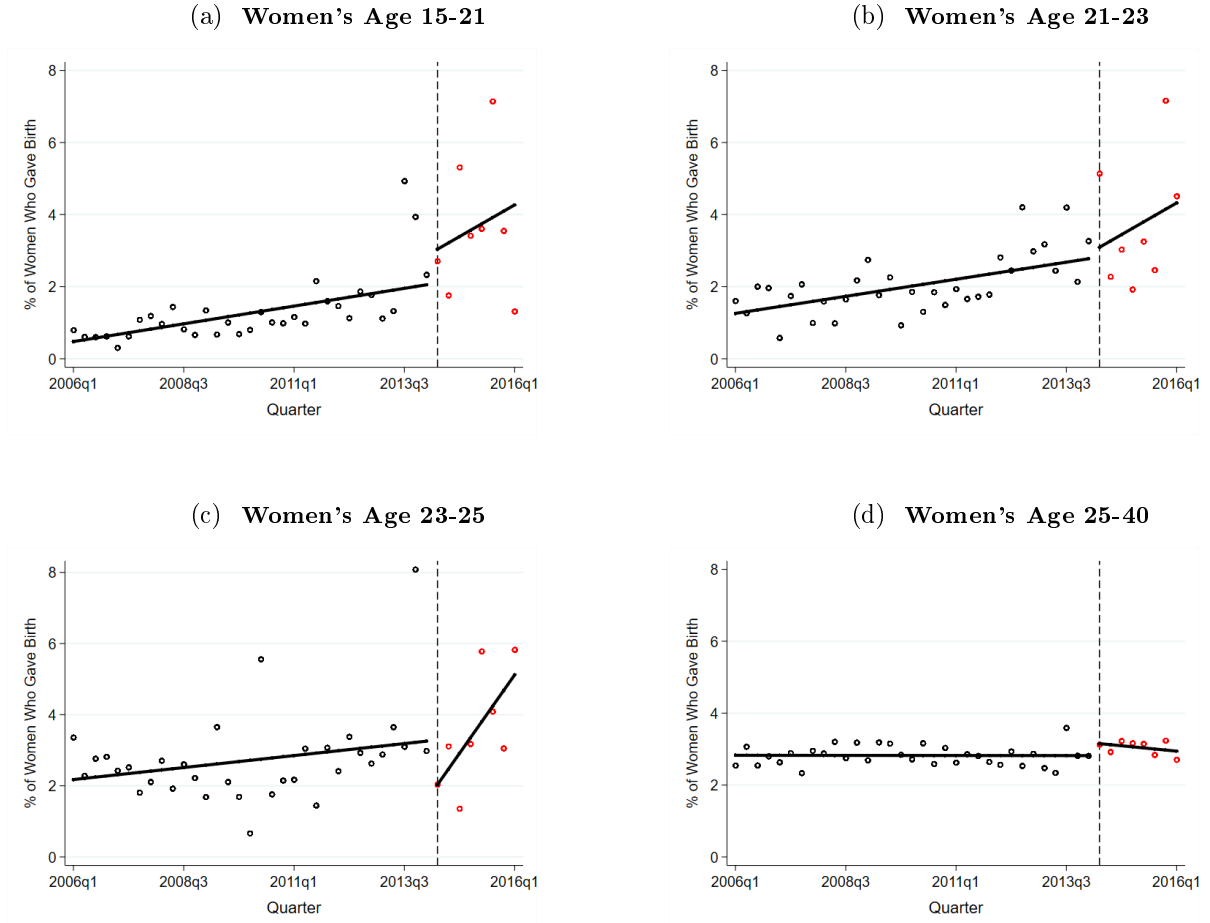 (a) Women's Age 15-21
% of Women Who Gave Birth
8
6
4
2
0
2006q1 2008q3 2011q1 2013q3 2016q1
Quarter
(b) Women's Age 21-23
% of Women Who Gave Birth
8
6
4
2
0
2006q1 2008q3 2011q1 2013q3 2016q1
Quarter
(c) Women's Age 23-25
% of Women Who Gave Birth
8
6
4
2
0
2006q1 2008q3 2011q1 2013q3 2016q1
Quarter
(d) Women's Age 25-40
% of Women Who Gave Birth
8
6
4
2
0
2006q1 2008q3 2011q1 2013q3 2016q1
Quarter